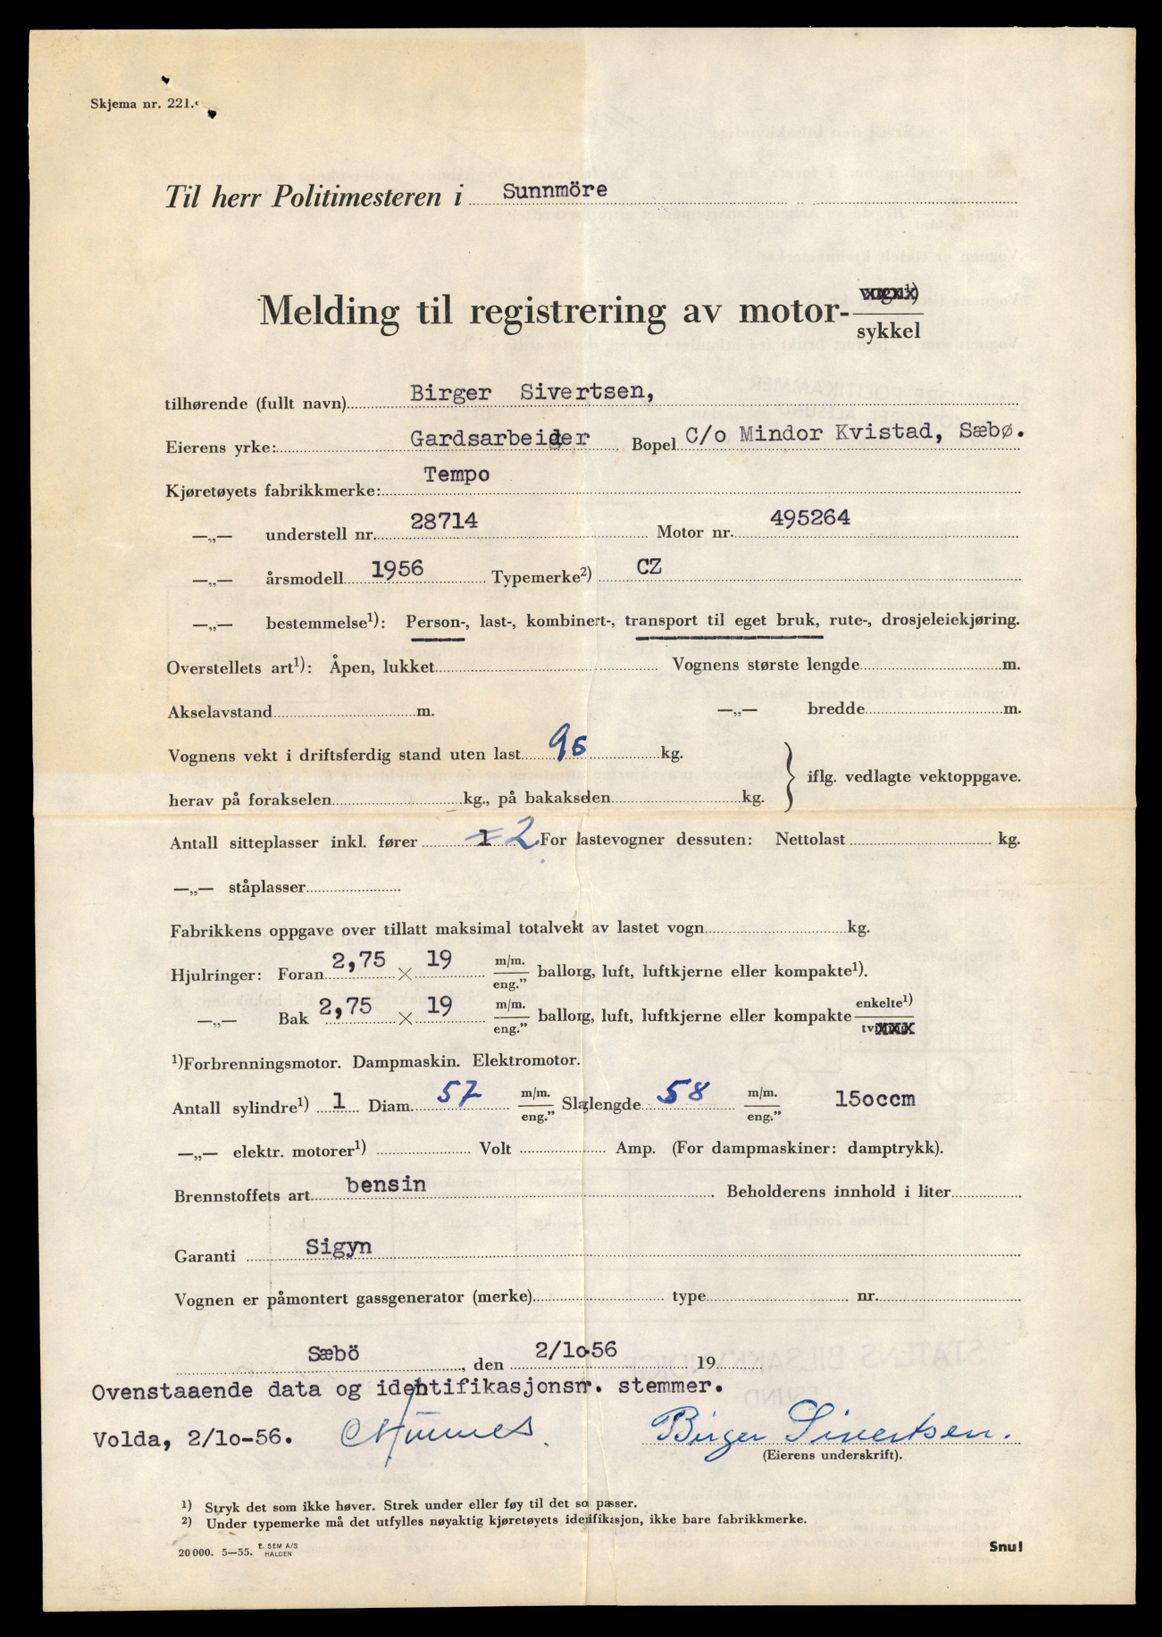 Skjema nr. 221.
Til herr Politimesteren i Sunnmöre
Melding til registrering av motor- vogn¹)
sykkel
tilhørende (fullt navn) Birger Sivertsen,
Eierens yrke: Gardsarbeider Bopel C/o Mindor Kvistad, Sæbø.
Kjøretøyets fabrikkmerke: Tempo
—„— understell nr. 28714 Motor nr. 495264
—„— årsmodell 1956 Typemerke²) CZ
—„— bestemmelse¹): Person-, last-, kombinert-, transport til eget bruk, rute-, drosjeleiekjøring.
Overstellets art¹): Åpen, lukket Vognens største lengde m.
Akselavstand m. —„— bredde m.
Vognens vekt i driftsferdig stand uten last 96 kg.
iflg. vedlagte vektoppgave.
herav på forakselen kg., på bakakselen kg.
Antall sitteplasser inkl. fører 1 2 For lastevogner dessuten: Nettolast kg.
—„— ståplasser
Fabrikkens oppgave over tillatt maksimal totalvekt av lastet vogn kg.
Hjulringer: Foran 2,75 × 19 m/m. eng.” ballong, luft, luftkjerne eller kompakte¹).
—„— Bak 2,75 × 19 m/m. eng.” ballong, luft, luftkjerne eller kompakte enkelte¹)
¹)Forbrenningsmotor. Dampmaskin. Elektromotor.
Antall sylindre¹) 1 Diam. 57 m/m. eng.” Slaglengde 58 m/m. eng.” 15occm
—„— elektr. motorer¹) Volt Amp. (For dampmaskiner: damptrykk).
Brennstoffets art bensin Beholderens innhold i liter
Garanti Sigyn
Vognen er påmontert gassgenerator (merke) type nr.
Sæbö, den 2/1o-56 19
Ovenstaaende data og identifikasjonsnr. stemmer.
Volda, 2/1o-56. Birger Sivertsen.
(Eierens underskrift).
¹) Stryk det som ikke høver. Strek under eller føy til det som passer.
²) Under typemerke må det utfylles nøyaktig kjøretøyets identifikasjon, ikke bare fabrikkmerke.
20 000. 5—55. E. SEM A/S
HALDEN
Snu!